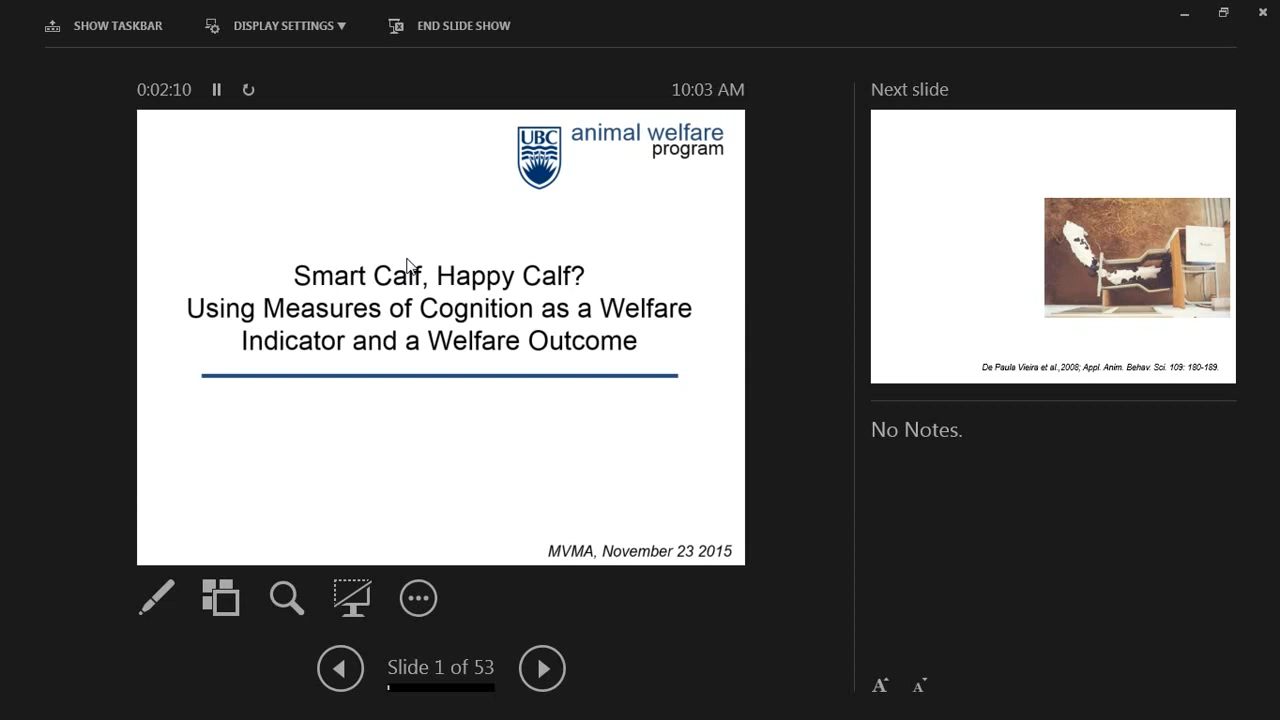 SHOW TASKBAR
DISPLAY SETTINGS
END SLIDE SHOW
0:02:10
10:03 AM
UBC
animal welfare
program
Smart Calf, Happy Calf?
Using Measures of Cognition as a Welfare
Indicator and a Welfare Outcome
MVMA, November 23 2015
Slide 1 of 53
Next slide
De Paula Vieira et al.,2008; Appl. Anim. Behav. Sci. 109: 180-189.
No Notes.
A
A